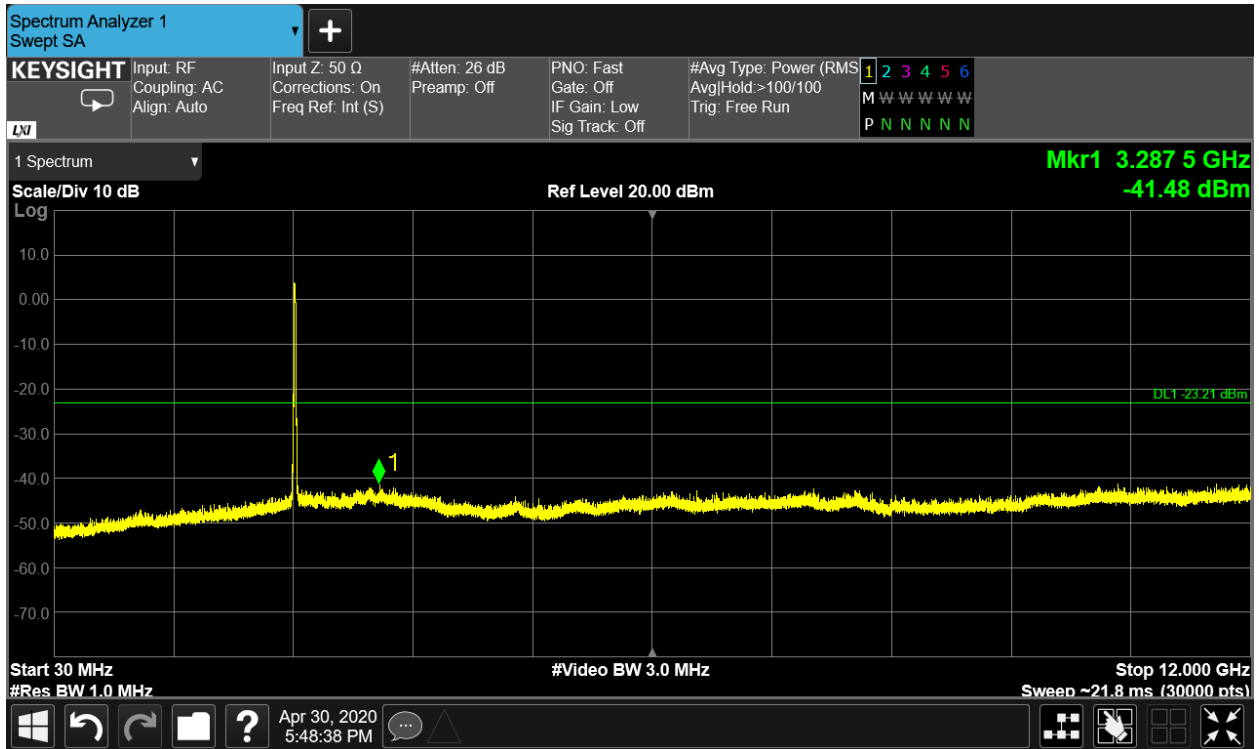 Spectrum Analyzer 1
Swept SA
+
KEYSIGHT
LXI
Input: RF
Coupling: AC
Align: Auto
Input Z: 50 Ω
Corrections: On
Freq Ref: Int (S)
#Atten: 26 dB
Preamp: Off
PNO: Fast
Gate: Off
IF Gain: Low
Sig Track: Off
#Avg Type: Power (RMS
Avg|Hold:>100/100
Trig: Free Run
1 2 3 4 5 6
M W W W W W
P N N N N N
1 Spectrum
Mkr1 3.287 5 GHz
-41.48 dBm
Scale/Div 10 dB
Ref Level 20.00 dBm
Log
10.0
0.00
-10.0
-20.0
DL1 -23.21 dBm
-30.0
1
-40.0
-50.0
-60.0
-70.0
Start 30 MHz
#Video BW 3.0 MHz
Stop 12.000 GHz
#Res BW 1.0 MHz
Sweep ~21.8 ms (30000 pts)
?
Apr 30, 2020
5:48:38 PM